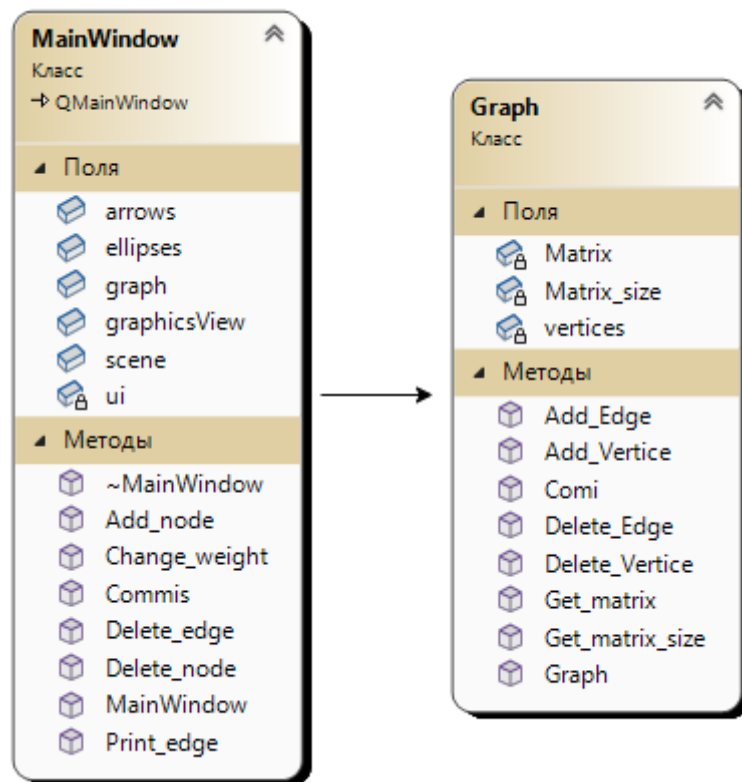 MainWindow
Класс
QMainWindow
Поля
arrows
ellipses
graph
graphicsView
scene
ui
Методы
~MainWindow
Add_node
Change_weight
Commis
Delete_edge
Delete_node
MainWindow
Print_edge
Graph
Класс
Поля
Matrix
Matrix_size
vertices
Методы
Add_Edge
Add_Vertice
Comi
Delete_Edge
Delete_Vertice
Get_matrix
Get_matrix_size
Graph